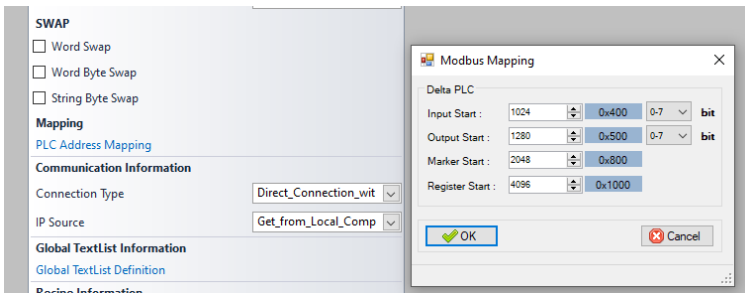 SWAP
Word Swap
Word Byte Swap
String Byte Swap
Mapping
PLC Address Mapping
Communication Information
Connection Type Direct_Connection_wit
IP Source Get_from_Local_Comp
Global TextList Information
Global TextList Definition
Recipe Information
Modbus Mapping
Delta PLC
Input Start : 1024 0x400 0-7 bit
Output Start : 1280 0x500 0-7 bit
Marker Start : 2048 0x800
Register Start : 4096 0x1000
OK Cancel